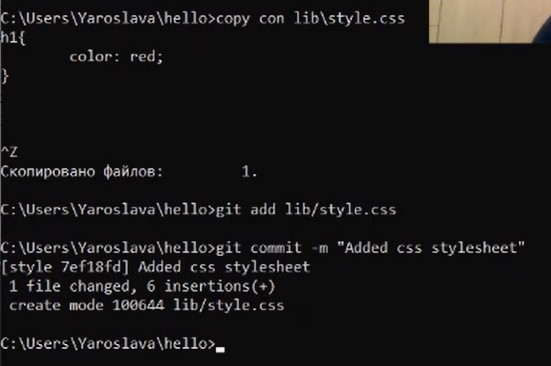 C:\Users\Yaroslava\hello>copy con lib\style.css
h1{
color: red;
}
^Z
Скопировано файлов: 1.
C:\Users\Yaroslava\hello>git add lib/style.css
C:\Users\Yaroslava\hello>git commit -m "Added css stylesheet"
[style 7ef18fd] Added css stylesheet
1 file changed, 6 insertions(+)
create mode 100644 lib/style.css
C:\Users\Yaroslava\hello>